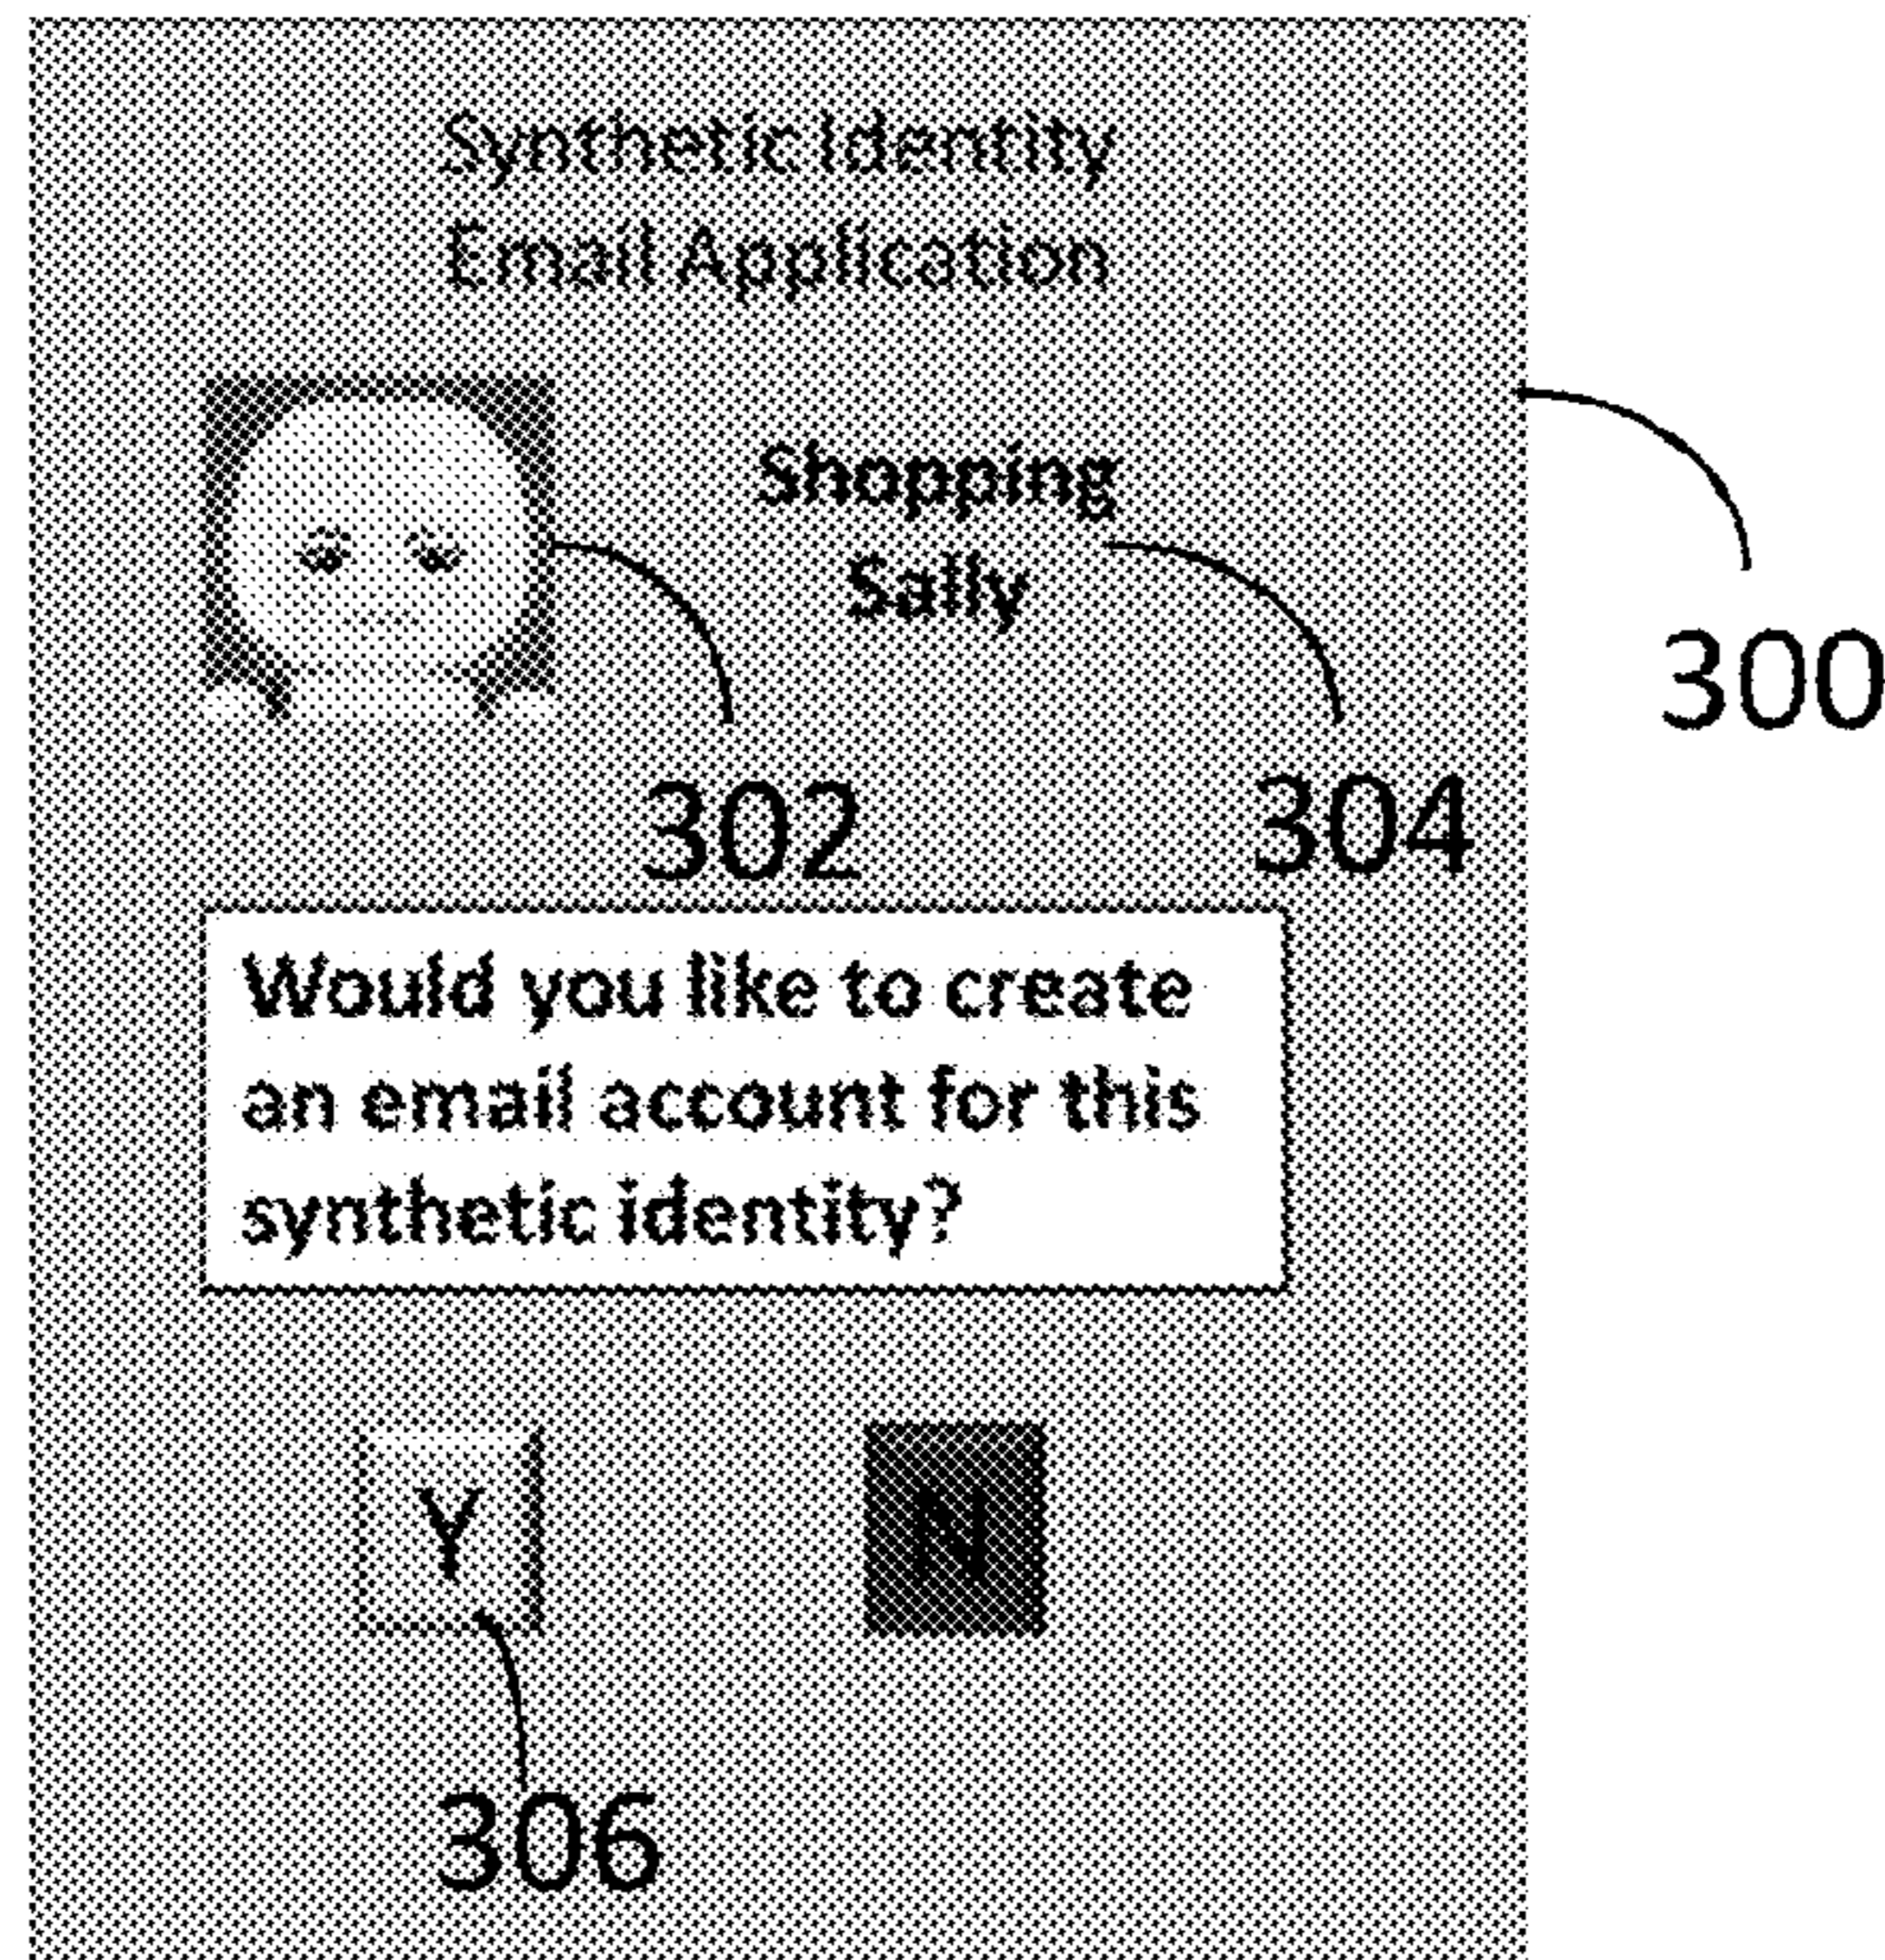 Synthetic Identity
Email Application
Shopping
Sally
300
302
304
Would you like to create
an email account for this
synthetic identity?
Y
N
306